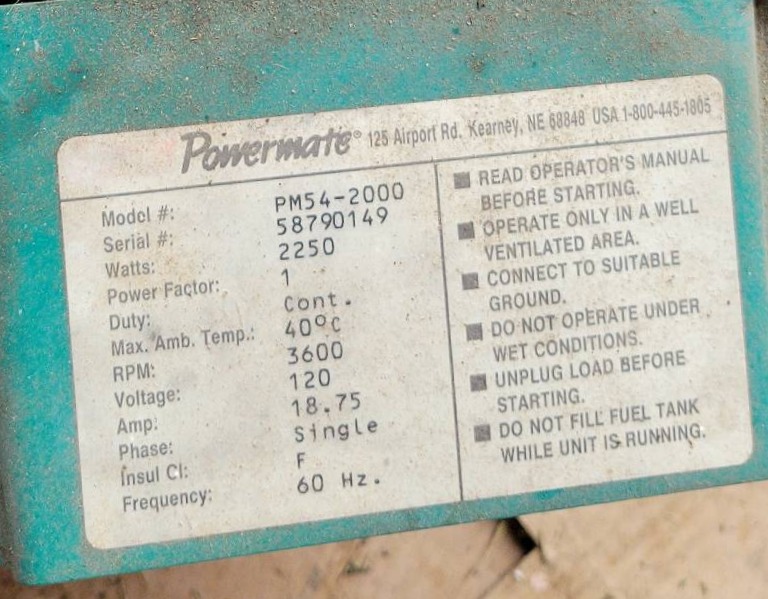 Powermate® 125 Airport Rd. Kearney, NE 68848 USA 1-800-445-1805
Model #: PM54-2000
Serial #: 58790149
Watts: 2250
Power Factor: 1
Duty: Cont.
Max. Amb. Temp.: 40°C
RPM: 3600
Voltage: 120
Amp: 18.75
Phase: Single
Insul Cl: F
Frequency: 60 Hz.
READ OPERATOR'S MANUAL
BEFORE STARTING.
OPERATE ONLY IN A WELL
VENTILATED AREA.
CONNECT TO SUITABLE
GROUND.
DO NOT OPERATE UNDER
WET CONDITIONS.
UNPLUG LOAD BEFORE
STARTING.
DO NOT FILL FUEL TANK
WHILE UNIT IS RUNNING.